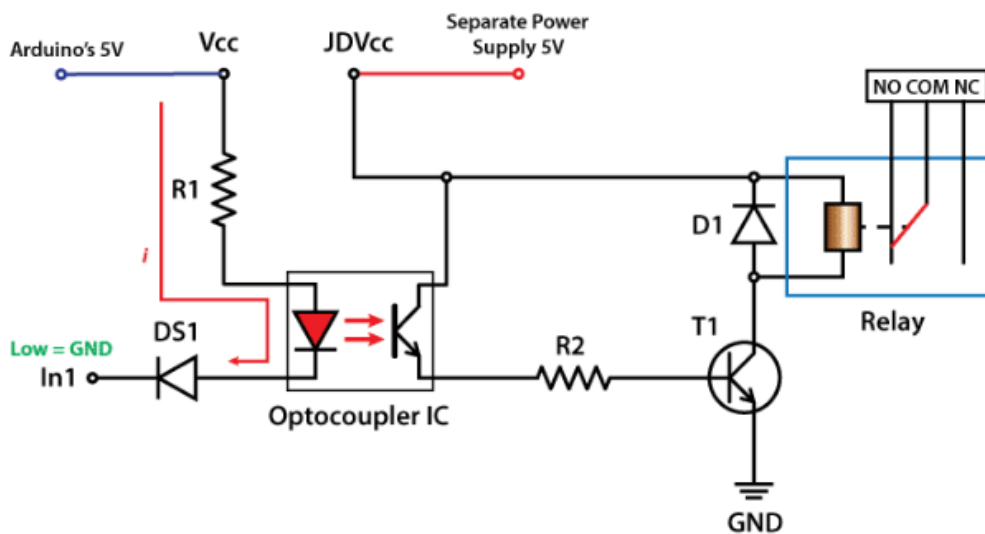 Arduino's 5V
Vcc
JDVcc
Separate Power
Supply 5V
NO COM NC
R1
D1
i
DS1
Low = GND
In1
Optocoupler IC
R2
T1
Relay
GND